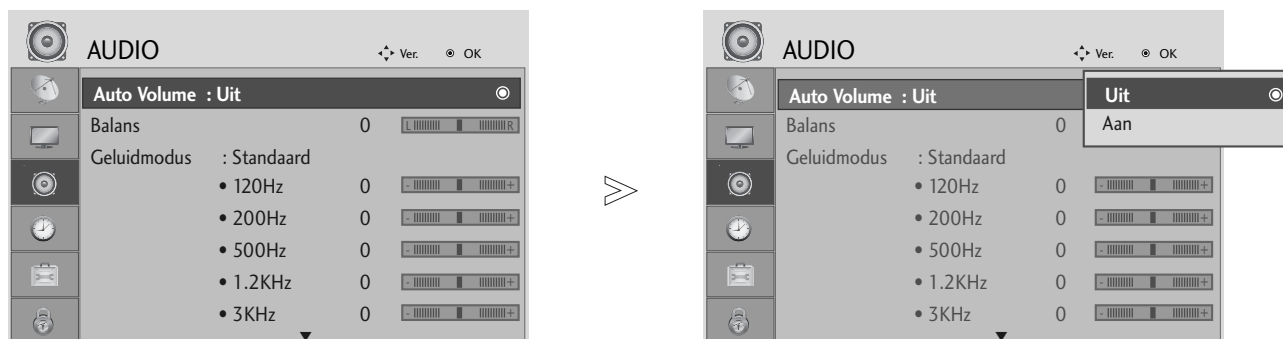 AUDIO
Ver. OK
Auto Volume : Uit
Balans 0 L R
Geluidmodus : Standaard
• 120Hz 0 - +
• 200Hz 0 - +
• 500Hz 0 - +
• 1.2KHz 0 - +
• 3KHz 0 - +
AUDIO
Ver. OK
Auto Volume : Uit
Uit
Aan
Balans 0
Geluidmodus : Standaard
• 120Hz 0 - +
• 200Hz 0 - +
• 500Hz 0 - +
• 1.2KHz 0 - +
• 3KHz 0 - +